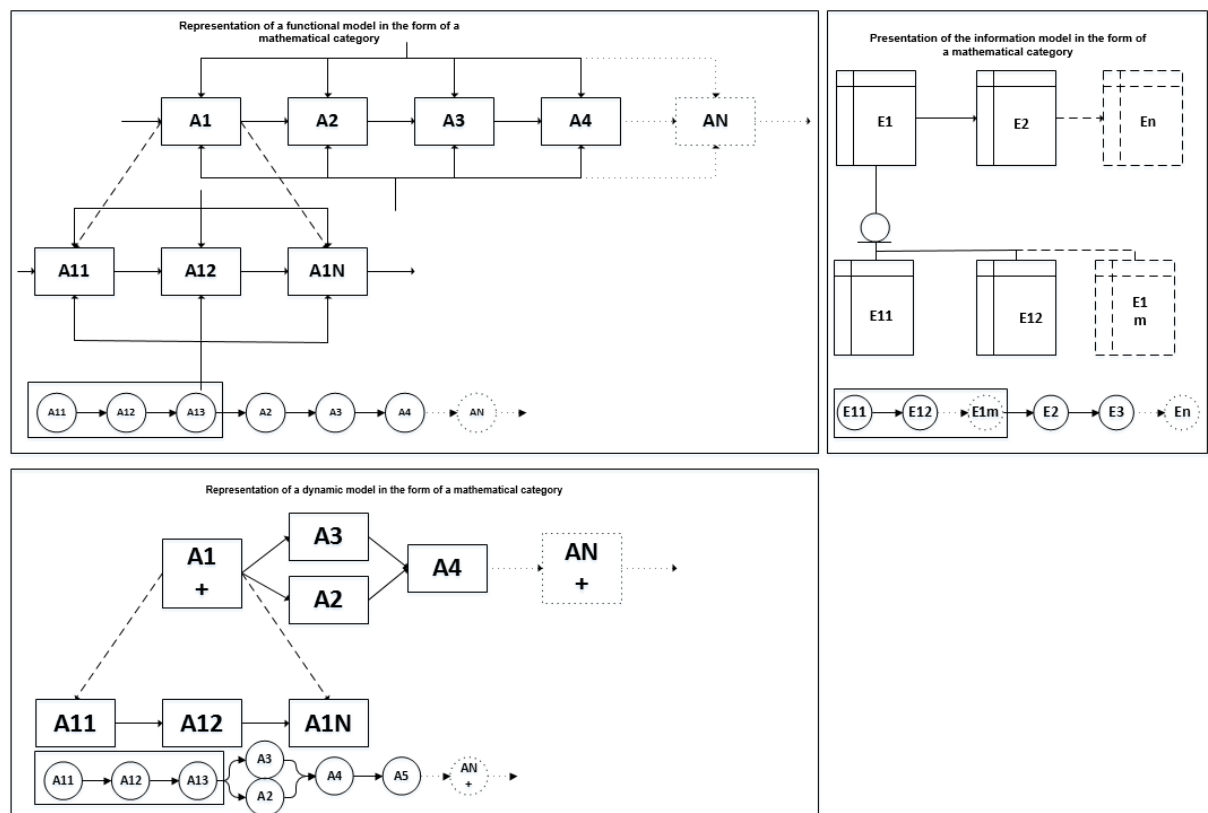 Representation of a functional model in the form of a
mathematical category
A1 A2 A3 A4 AN
A11 A12 A1N
A11 A12 A13 A2 A3 A4 AN
Presentation of the information model in the form of
a mathematical category
E1 E2 En
E11 E12 E1
m
E11 E12 E1m E2 E3 En
Representation of a dynamic model in the form of a mathematical category
A3
A1
+
A2
A4
AN
+
A11 A12 A1N
A3
A11 A12 A13 A4 A5 AN
+
A2